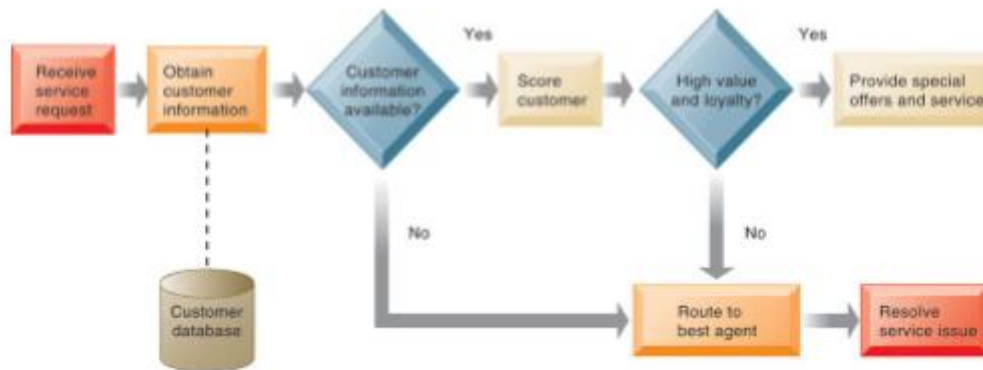 Receive
service
request
Obtain
customer
information
Customer
information
available?
Yes
Score
customer
High value
and loyalty?
Yes
Provide special
offers and service
No
No
Customer
database
Route to
best agent
Resolve
service issue